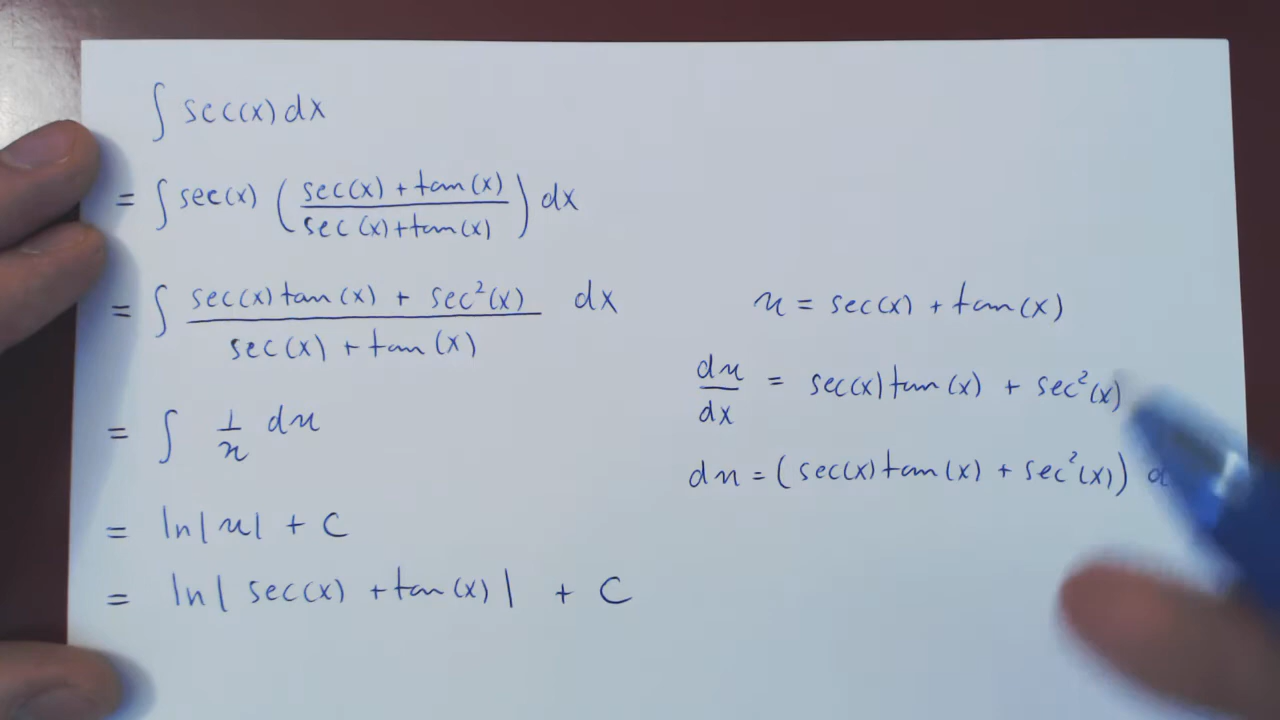 ∫ sec(x) dx
= ∫ sec(x) ( (sec(x) + tan(x)) / (sec(x) + tan(x)) ) dx
= ∫ (sec(x) tan(x) + sec²(x)) / (sec(x) + tan(x)) dx
= ∫ 1/u du
= ln|u| + C
= ln| sec(x) + tan(x) | + C
u = sec(x) + tan(x)
du/dx = sec(x) tan(x) + sec²(x)
du = (sec(x) tan(x) + sec²(x))